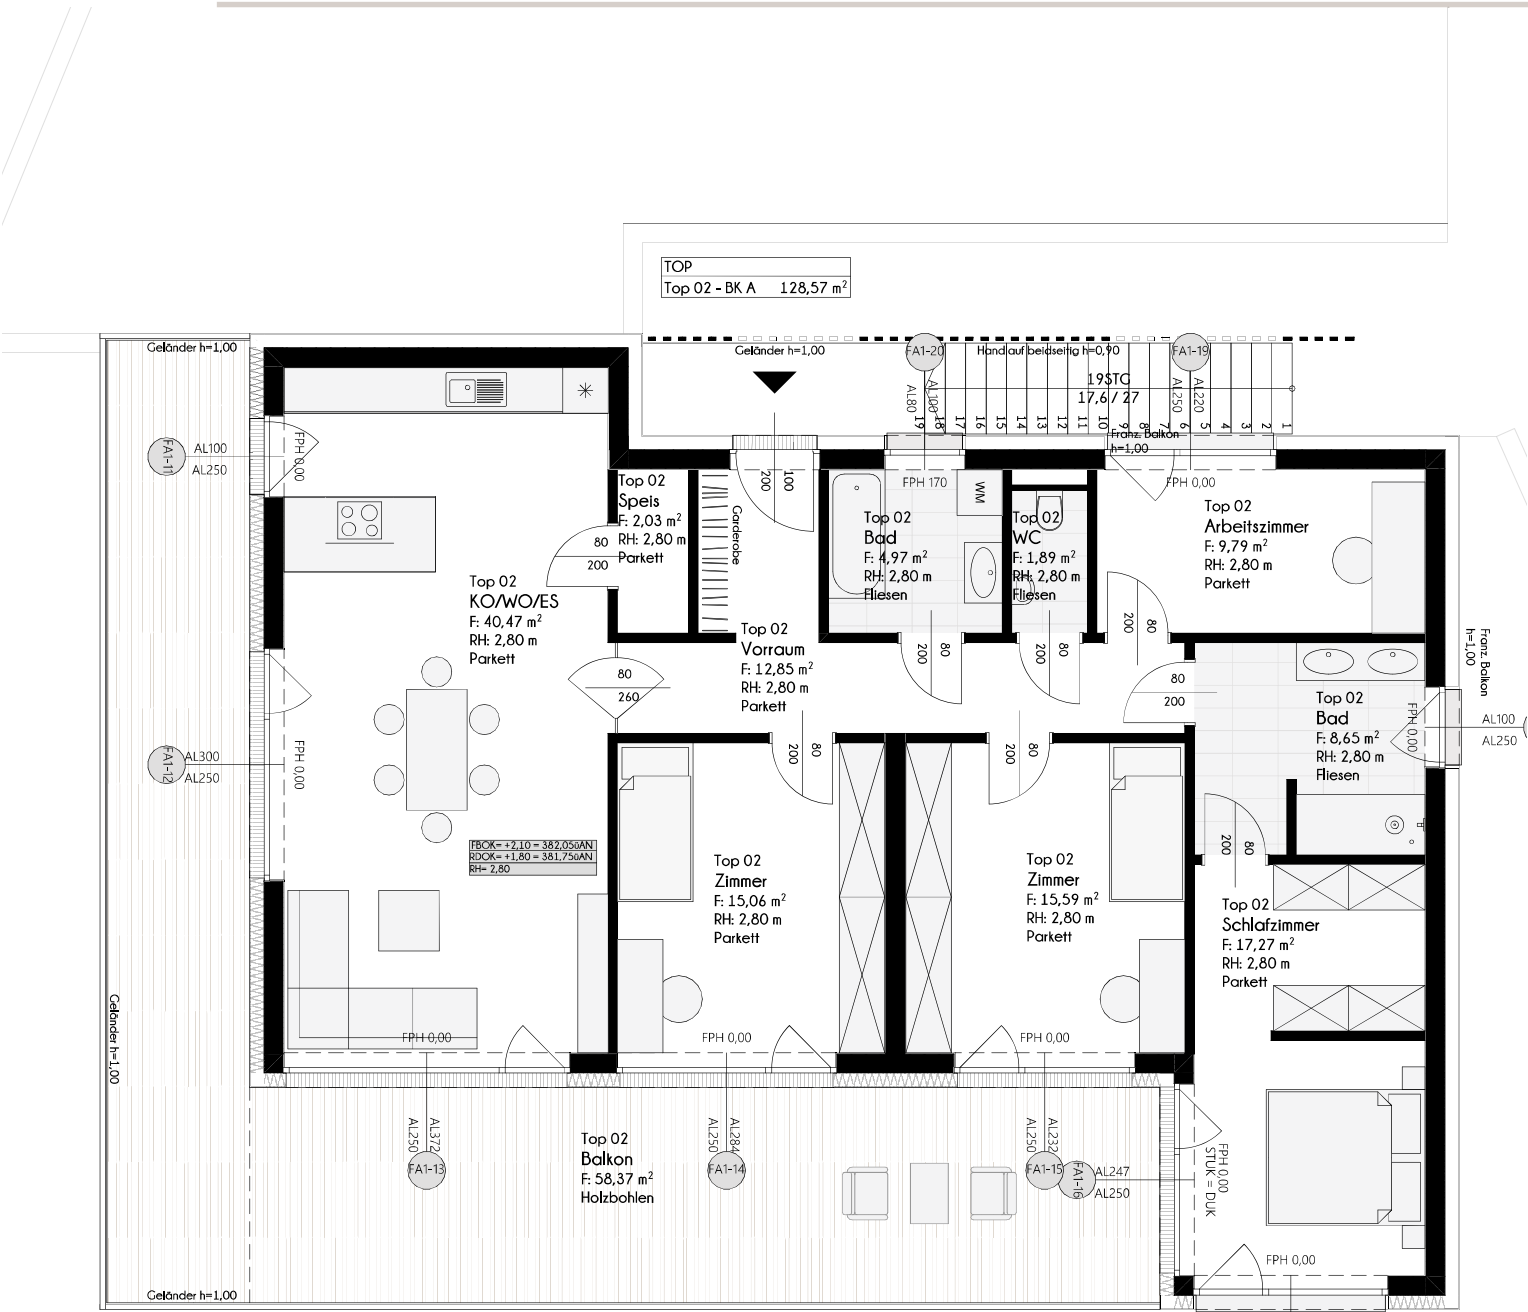 TOP
Top 02 - BK A 128,57 m²
Geländer h=1,00
Geländer h=1,00
FA1-20
Handlauf beidseitig h=0,90
FA1-19
19STG
17,6 / 27
AL80
AL100
AL250
AL220
19 18 17 16 15 14 13 12 11 10 9 8 7 6 5 4 3 2 1
Franz. Balkon
h=1,00
FA1-11
AL100
AL250
FPH 0,00
Top 02
Speis
F: 2,03 m²
RH: 2,80 m
Parkett
80
200
Garderobe
100
200
FPH 170
WM
Top 02
Bad
F: 4,97 m²
RH: 2,80 m
Fliesen
Top 02
WC
F: 1,89 m²
RH: 2,80 m
Fliesen
FPH 0,00
Top 02
Arbeitszimmer
F: 9,79 m²
RH: 2,80 m
Parkett
Top 02
KO/WO/ES
F: 40,47 m²
RH: 2,80 m
Parkett
80
260
Top 02
Vorraum
F: 12,85 m²
RH: 2,80 m
Parkett
80
200
80
200
80
200
80
200
Top 02
Bad
F: 8,65 m²
RH: 2,80 m
Fliesen
FPH 0,00
Franz. Balkon
h=1,00
AL100
AL250
FA1-12
AL300
AL250
FPH 0,00
80
200
80
200
80
200
FBOK= +2,10 = 382,05üAN
RDOK= +1,80 = 381,75üAN
RH= 2,80
Top 02
Zimmer
F: 15,06 m²
RH: 2,80 m
Parkett
Top 02
Zimmer
F: 15,59 m²
RH: 2,80 m
Parkett
Top 02
Schlafzimmer
F: 17,27 m²
RH: 2,80 m
Parkett
Geländer h=1,00
FPH 0,00
FPH 0,00
FPH 0,00
AL250
AL372
FA1-13
AL250
AL284
FA1-14
AL250
AL232
FA1-15
FA1-16
AL247
AL250
FPH 0,00
STUK = DUK
Top 02
Balkon
F: 58,37 m²
Holzbohlen
FPH 0,00
Geländer h=1,00